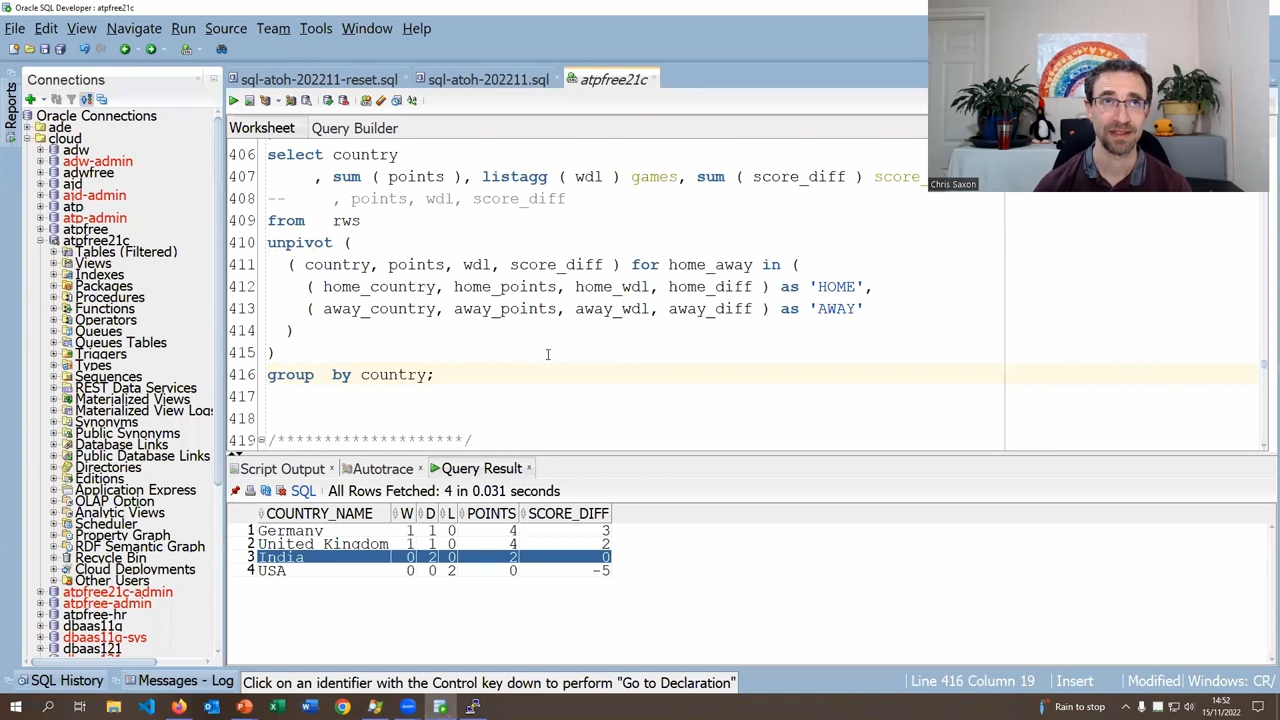 Oracle SQL Developer : atpfree21c
File Edit View Navigate Run Source Team Tools Window Help
Connections
sql-atoh-202211-reset.sql
sql-atoh-202211.sql
atpfree21c
Reports
Oracle Connections
ade
cloud
adw
adw-admin
adwfree
ajd
ajd-admin
atp
atp-admin
atpfree
atpfree21c
Tables (Filtered)
Views
Indexes
Packages
Procedures
Functions
Operators
Queues
Queues Tables
Triggers
Types
Sequences
REST Data Services
Materialized Views
Materialized View Logs
Synonyms
Public Synonyms
Database Links
Public Database Links
Directories
Editions
Application Express
OLAP Option
Analytic Views
Scheduler
Property Graph
RDF Semantic Graph
Recycle Bin
Cloud Deployments
Other Users
atpfree21c-admin
atpfree-admin
atpfree-hr
dbaas11g
dbaas11g-sys
dbaas121
Worksheet Query Builder
406 select country
407 , sum ( points ), listagg ( wdl ) games, sum ( score_diff ) score_
408 -- , points, wdl, score_diff
409 from rws
410 unpivot (
411 ( country, points, wdl, score_diff ) for home_away in (
412 ( home_country, home_points, home_wdl, home_diff ) as 'HOME',
413 ( away_country, away_points, away_wdl, away_diff ) as 'AWAY'
414 )
415 )
416 group by country;
417
418
419 /********************/
Chris Saxon
Script Output Autotrace Query Result
SQL All Rows Fetched: 4 in 0.031 seconds
COUNTRY_NAME W D L POINTS SCORE_DIFF
1 Germany 1 1 0 4 3
2 United Kingdom 1 1 0 4 2
3 India 0 2 0 2 0
4 USA 0 0 2 0 -5
SQL History Messages - Log
Click on an identifier with the Control key down to perform "Go to Declaration"
Line 416 Column 19 Insert Modified Windows: CR/
Rain to stop
14:52
15/11/2022